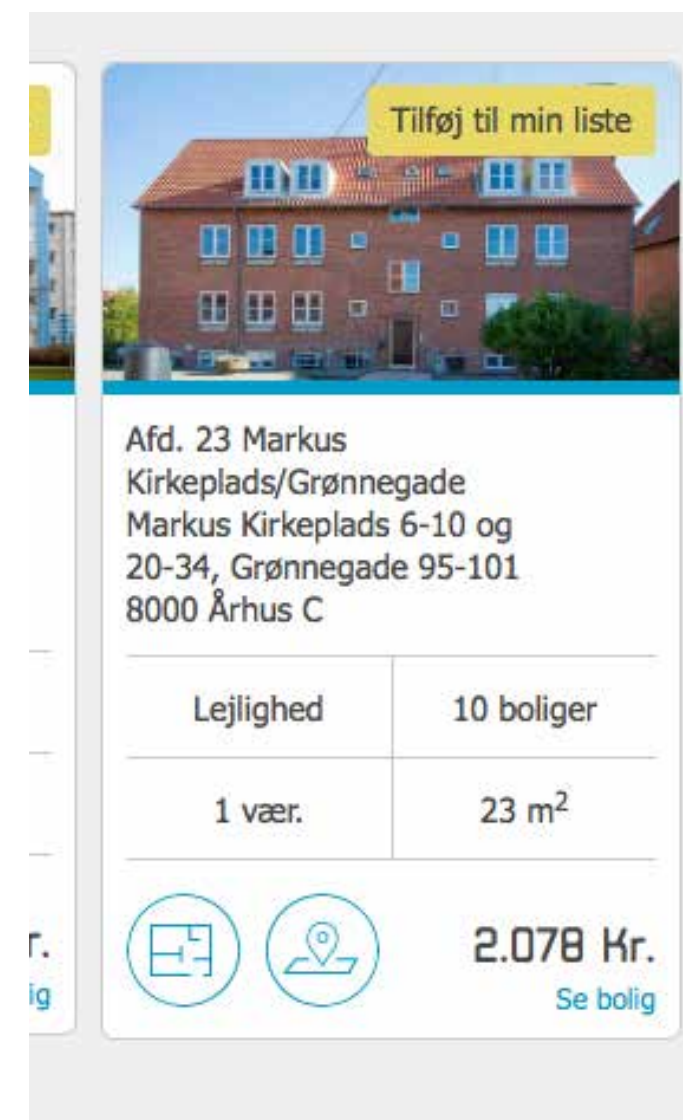 Tilføj til min liste
Afd. 23 Markus
Kirkeplads/Grønnegade
Markus Kirkeplads 6-10 og
20-34, Grønnegade 95-101
8000 Århus C
Lejlighed
10 boliger
1 vær.
23 m²
r.
2.078 Kr.
ig
Se bolig